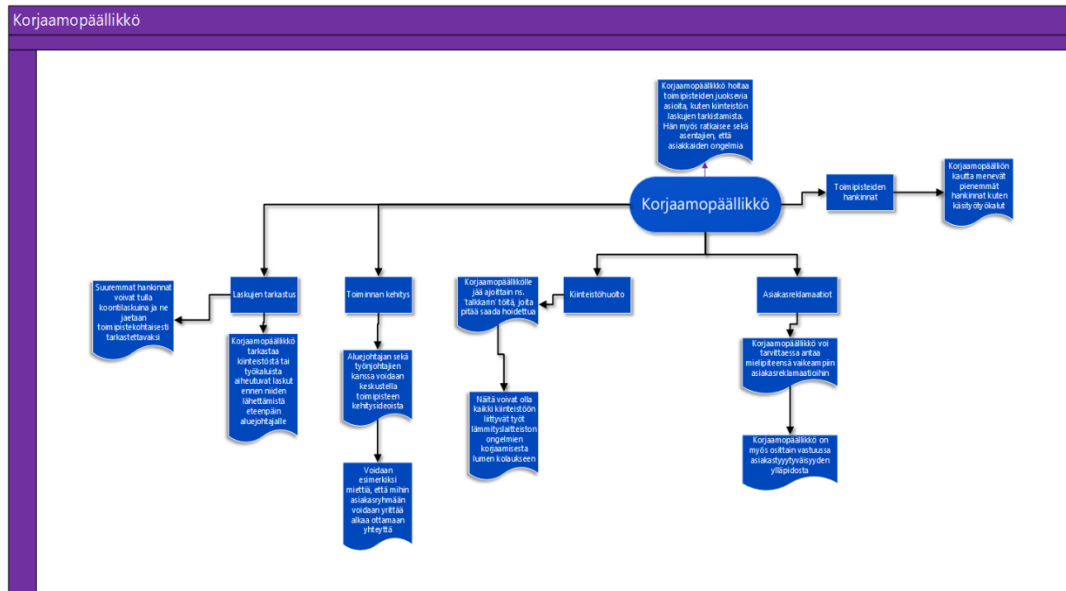 Korjaamopäällikkö
Korjaamopäällikkö hoitaa
toimipisteiden juoksevia
asioita, kuten kiinteistön
laskujen tarkistamista.
Hän myös ratkaisee sekä
asentajien, että
asiakkaiden ongelmia
Korjaamopäällikkö
Toimipisteiden
hankinnat
Korjaamopäälliön
kautta menevät
pienemmät
hankinnat kuten
käsityötyökalut
Suuremmat hankinnat
voivat tulla
koontilaskuina ja ne
jaetaan
toimipistekohtaisesti
tarkastettavaksi
Laskujen tarkastus
Korjaamopäällikkö
tarkastaa
kiinteistöstä tai
työkaluista
aiheutuvat laskut
ennen niiden
lähettämistä
eteenpäin
aluejohtajalle
Toiminnan kehitys
Aluejohtajan sekä
työnjohtajien
kanssa voidaan
keskustella
toimipisteen
kehitysideoista
Voidaan
esimerkiksi
miettiä, että mihin
asiakasryhmään
voidaan yrittää
alkaa ottamaan
yhteyttä
Korjaamopäällikölle
jää ajoittain ns.
'talkkarin' töitä, joita
pitää saada hoidettua
Kiinteistöhuolto
Näitä voivat olla
kaikki kiinteistöön
liittyvät työt
lämmityslaitteiston
ongelmien
korjaamisesta
lumen kolaukseen
Asiakasreklamaatiot
Korjaamopäällikkö voi
tarvittaessa antaa
mielipiteensä vaikeampiin
asiakasreklamaatioihin
Korjaamopäällikkö on
myös osittain vastuussa
asiakastyyytyväisyyden
ylläpidosta